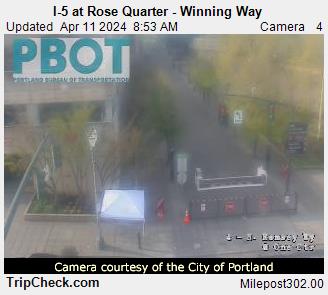 I-5 at Rose Quarter - Winning Way
Updated Apr 11 2024 8:53 AM Camera 4
PBOT
PORTLAND BUREAU OF TRANSPORTATION
Camera courtesy of the City of Portland
TripCheck.com Milepost302.00